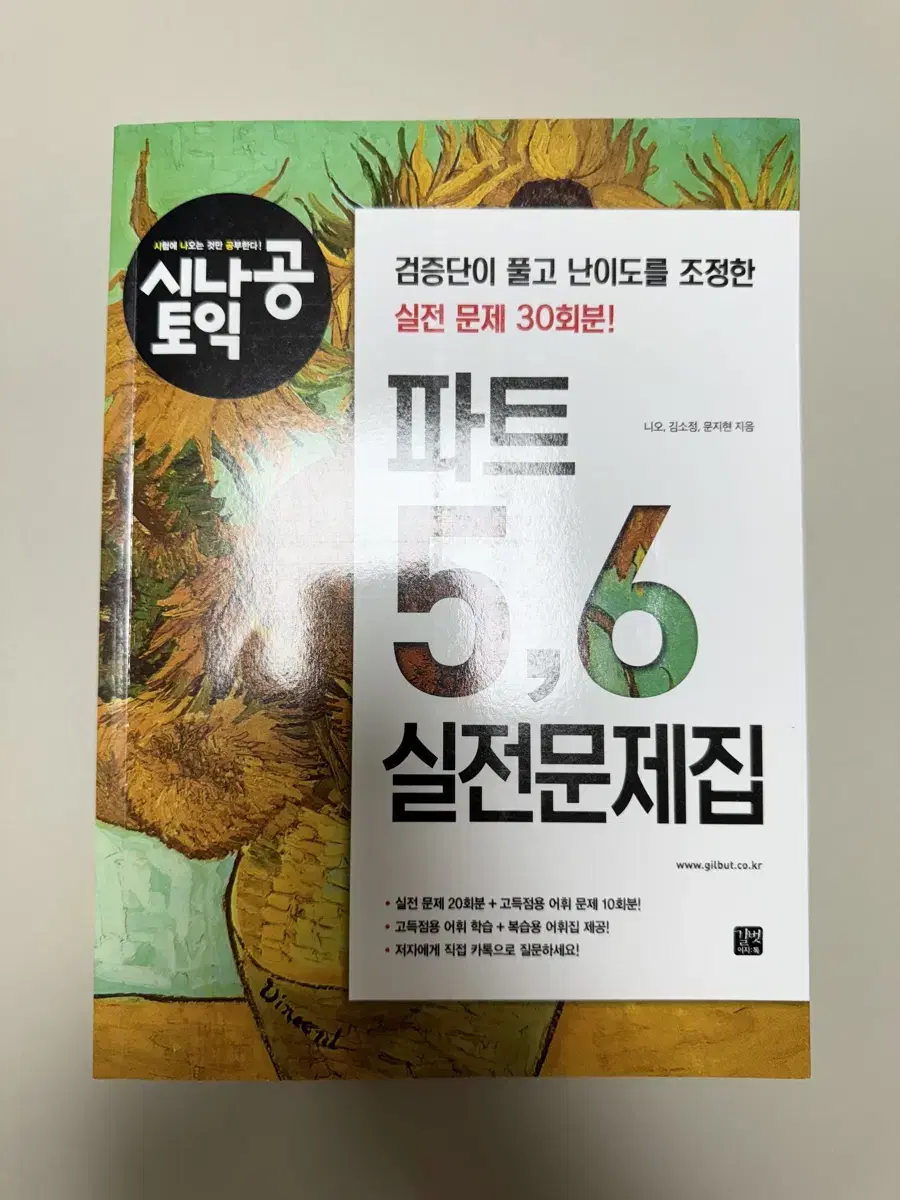 시험에 나오는 것만 공부한다!
시나공
토익
검증단이 풀고 난이도를 조정한
실전 문제 30회분!
파트
니오, 김소정, 문지현 지음
5, 6
실전문제집
www.gilbut.co.kr
• 실전 문제 20회분 + 고득점용 어휘 문제 10회분!
• 고득점용 어휘 학습 + 복습용 어휘집 제공!
• 저자에게 직접 카톡으로 질문하세요!
길벗
이지:톡
Vincent